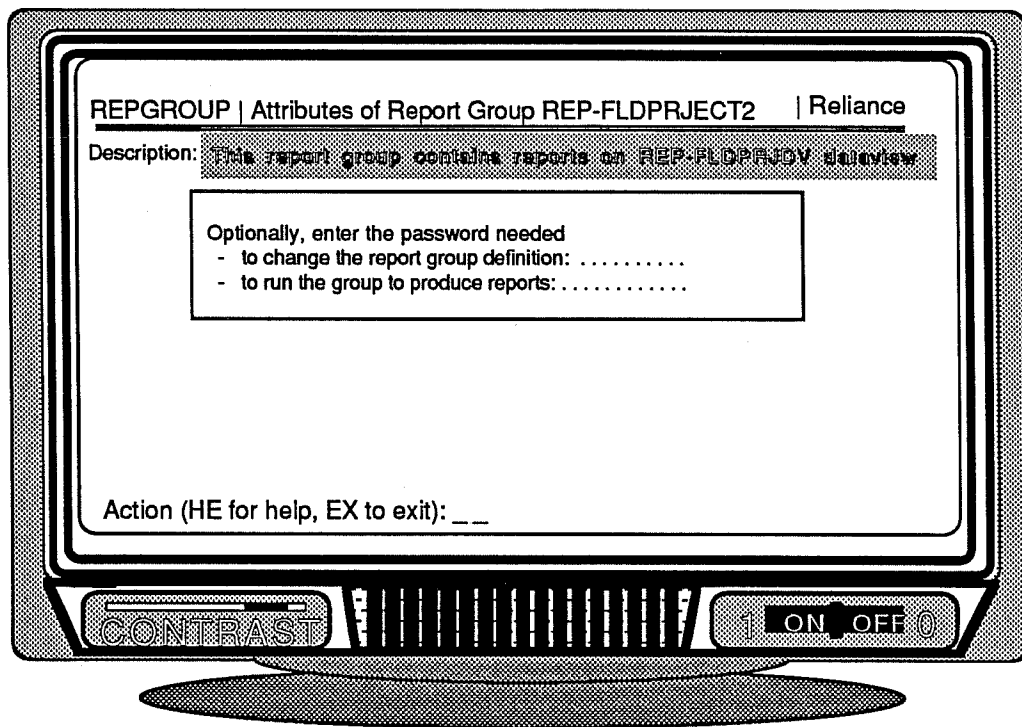 REPGROUP | Attributes of Report Group REP-FLDPRJECT2 | Reliance
Description: This report group contains reports on REP-FLDPRJDV dataview
Optionally, enter the password needed
- to change the report group definition: . . . . . . . . . .
- to run the group to produce reports: . . . . . . . . . . . .
Action (HE for help, EX to exit): _ _
CONTRAST
1 ON OFF 0